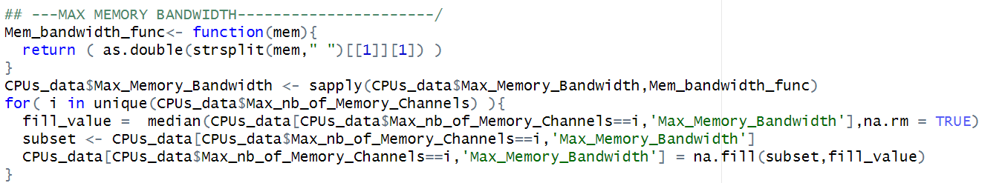 ## ---MAX MEMORY BANDWIDTH----------------------/
Mem_bandwidth_func<- function(mem){
  return ( as.double(strsplit(mem," ")[[1]][1]) )
}
CPUs_data$Max_Memory_Bandwidth <- sapply(CPUs_data$Max_Memory_Bandwidth,Mem_bandwidth_func)
for( i in unique(CPUs_data$Max_nb_of_Memory_Channels) ){
  fill_value =  median(CPUs_data[CPUs_data$Max_nb_of_Memory_Channels==i,'Max_Memory_Bandwidth'],na.rm = TRUE)
  subset <- CPUs_data[CPUs_data$Max_nb_of_Memory_Channels==i,'Max_Memory_Bandwidth']
  CPUs_data[CPUs_data$Max_nb_of_Memory_Channels==i,'Max_Memory_Bandwidth'] = na.fill(subset,fill_value)
}